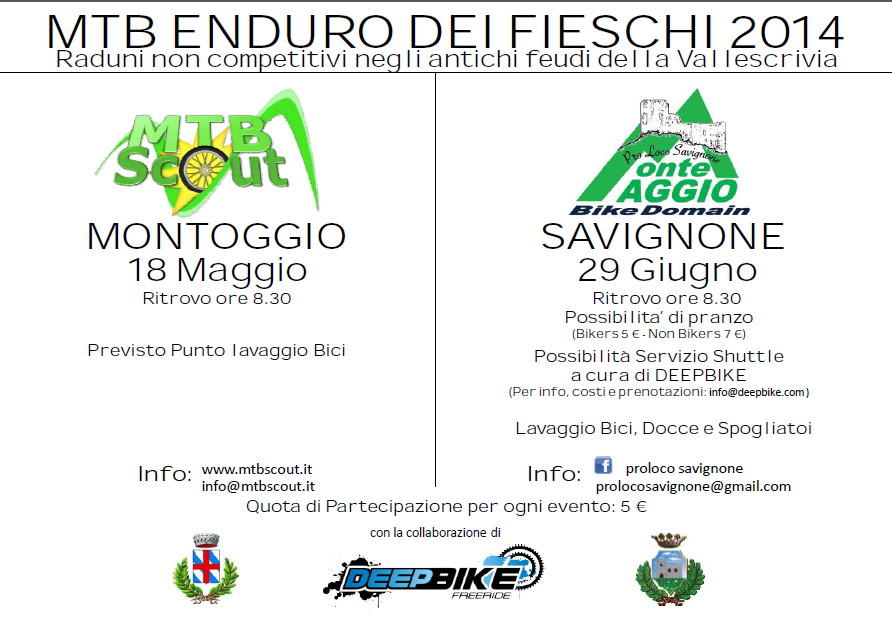 MTB ENDURO DEI FIESCHI 2014
Raduni non competitivi negli antichi feudi della Vallescrivia
MTB
Scout
MONTOGGIO
18 Maggio
Ritrovo ore 8.30
Previsto Punto lavaggio Bici
Info: www.mtbscout.it
info@mtbscout.it
Pro Loco Savignone
onte
AGGIO
Bike Domain
SAVIGNONE
29 Giugno
Ritrovo ore 8.30
Possibilita' di pranzo
(Bikers 5 € - Non Bikers 7 €)
Possibilità Servizio Shuttle
a cura di DEEPBIKE
(Per info, costi e prenotazioni: info@deepbike.com )
Lavaggio Bici, Docce e Spogliatoi
Info: f proloco savignone
prolocosavignone@gmail.com
Quota di Partecipazione per ogni evento: 5 €
con la collaborazione di
DEEPBIKE
FREERIDE